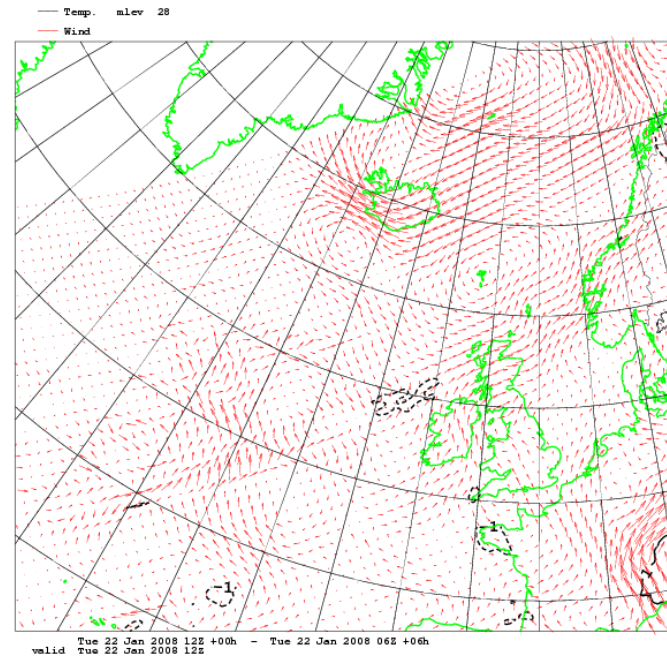 Temp. mlev 28
Wind
-1
-1
Tue 22 Jan 2008 12Z +00h - Tue 22 Jan 2008 06Z +06h
valid Tue 22 Jan 2008 12Z